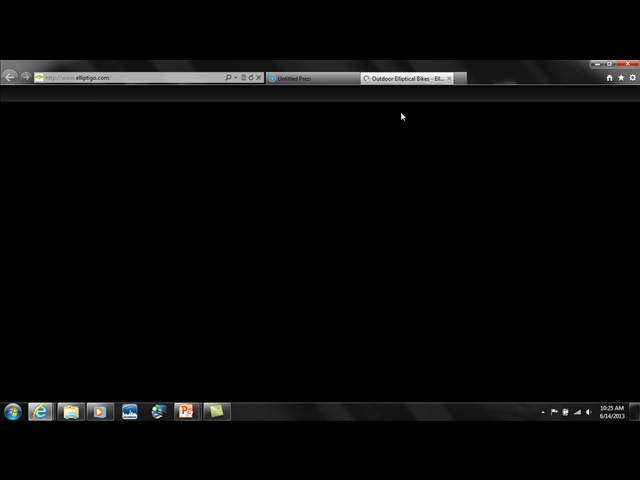 http://www.elliptigo.com/
Untitled Prezi
Outdoor Elliptical Bikes - Ell...
10:25 AM
6/14/2013